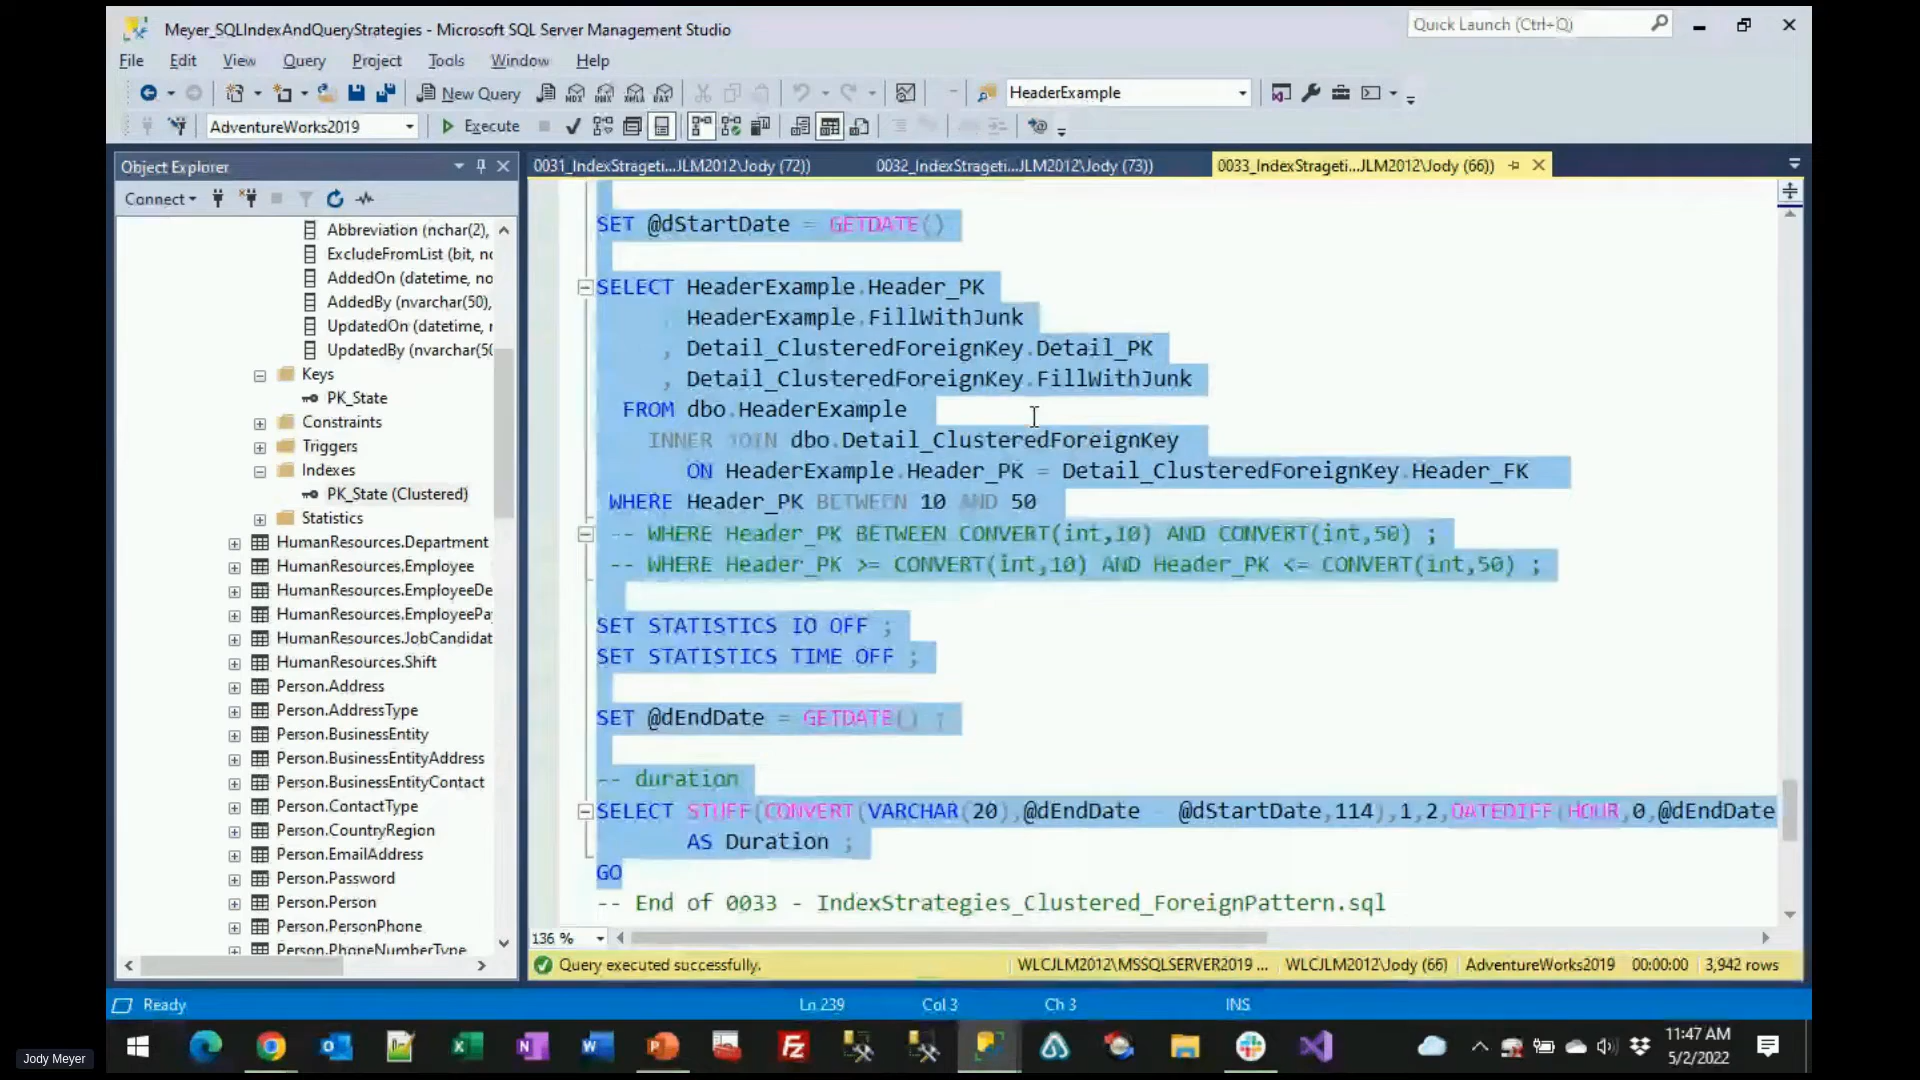 Meyer_SQLIndexAndQueryStrategies - Microsoft SQL Server Management Studio
Quick Launch (Ctrl+Q)
File Edit View Query Project Tools Window Help
New Query MDX DMX XMLA DAX HeaderExample
AdventureWorks2019 Execute
Object Explorer
0031_IndexStrageti...JLM2012\Jody (72))
0032_IndexStrageti...JLM2012\Jody (73))
0033_IndexStrageti...JLM2012\Jody (66))
Connect
Abbreviation (nchar(2),
ExcludeFromList (bit, nc
AddedOn (datetime, no
AddedBy (nvarchar(50),
UpdatedOn (datetime, r
UpdatedBy (nvarchar(50
Keys
PK_State
Constraints
Triggers
Indexes
PK_State (Clustered)
Statistics
HumanResources.Department
HumanResources.Employee
HumanResources.EmployeeDe
HumanResources.EmployeePay
HumanResources.JobCandidat
HumanResources.Shift
Person.Address
Person.AddressType
Person.BusinessEntity
Person.BusinessEntityAddress
Person.BusinessEntityContact
Person.ContactType
Person.CountryRegion
Person.EmailAddress
Person.Password
Person.Person
Person.PersonPhone
Person.PhoneNumberType
SET @dStartDate = GETDATE()
SELECT HeaderExample.Header_PK
, HeaderExample.FillWithJunk
, Detail_ClusteredForeignKey.Detail_PK
, Detail_ClusteredForeignKey.FillWithJunk
FROM dbo.HeaderExample
INNER JOIN dbo.Detail_ClusteredForeignKey
ON HeaderExample.Header_PK = Detail_ClusteredForeignKey.Header_FK
WHERE Header_PK BETWEEN 10 AND 50
-- WHERE Header_PK BETWEEN CONVERT(int,10) AND CONVERT(int,50) ;
-- WHERE Header_PK >= CONVERT(int,10) AND Header_PK <= CONVERT(int,50) ;
SET STATISTICS IO OFF ;
SET STATISTICS TIME OFF ;
SET @dEndDate = GETDATE() ;
-- duration
SELECT STUFF(CONVERT(VARCHAR(20),@dEndDate - @dStartDate,114),1,2,DATEDIFF(HOUR,0,@dEndDate
AS Duration ;
GO
-- End of 0033 - IndexStrategies_Clustered_ForeignPattern.sql
136 %
Query executed successfully. WLCJLM2012\MSSQLSERVER2019 ... WLCJLM2012\Jody (66) AdventureWorks2019 00:00:00 3,942 rows
Ready Ln 239 Col 3 Ch 3 INS
11:47 AM
5/2/2022
Jody Meyer